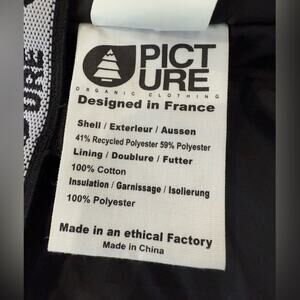 PICT
URE
ORGANIC CLOTHING
Designed in France
Shell / Exterieur / Aussen
41% Recycled Polyester 59% Polyester
Lining / Doublure / Futter
100% Cotton
Insulation / Garnissage / Isolierung
100% Polyester
Made in an ethical Factory
Made in China